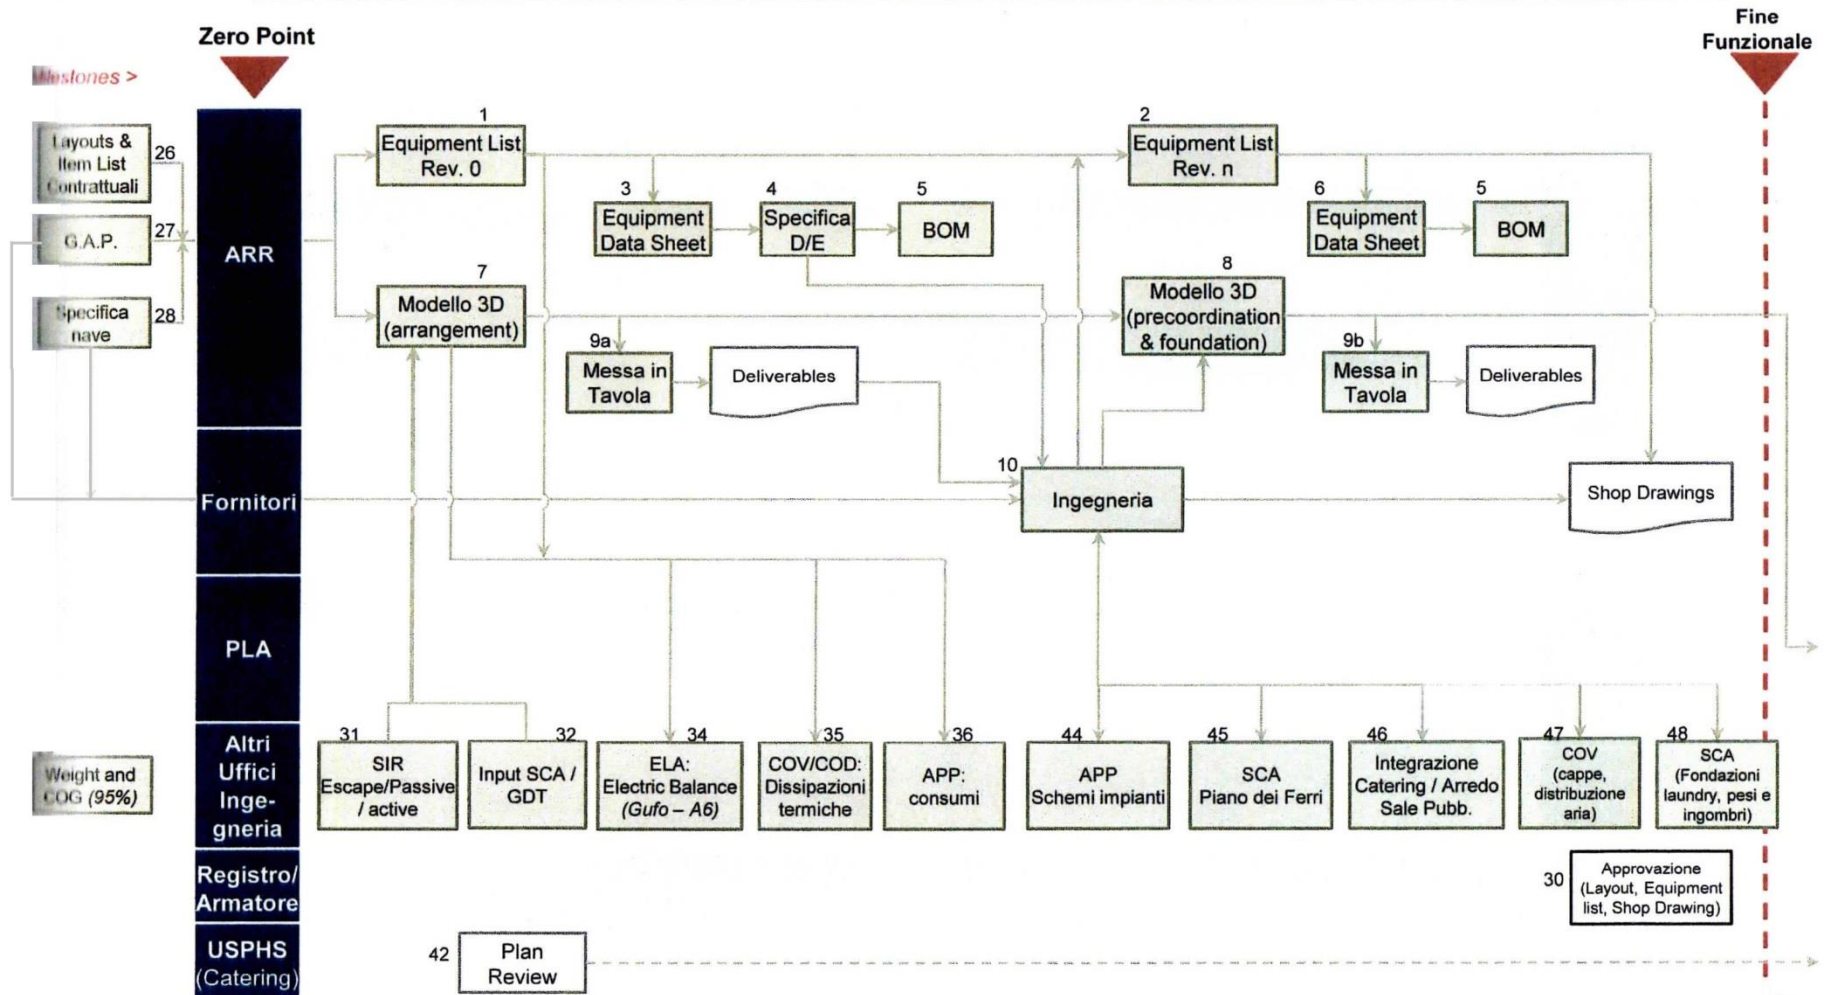 Zero Point
Fine
Funzionale
Milestones >
Layouts &
Item List
Contrattuali
26
G.A.P.
27
Specifica
nave
28
Weight and
COG (95%)
ARR
Fornitori
PLA
Altri
Uffici
Inge-
gneria
Registro/
Armatore
USPHS
(Catering)
1
Equipment List
Rev. 0
2
Equipment List
Rev. n
3
Equipment
Data Sheet
4
Specifica
D/E
5
BOM
6
Equipment
Data Sheet
5
BOM
7
Modello 3D
(arrangement)
8
Modello 3D
(precoordination
& foundation)
9a
Messa in
Tavola
Deliverables
9b
Messa in
Tavola
Deliverables
10
Ingegneria
Shop Drawings
31
SIR
Escape/Passive
/ active
32
Input SCA /
GDT
34
ELA:
Electric Balance
(Gufo – A6)
35
COV/COD:
Dissipazioni
termiche
36
APP:
consumi
44
APP
Schemi impianti
45
SCA
Piano dei Ferri
46
Integrazione
Catering / Arredo
Sale Pubb.
47
COV
(cappe,
distribuzione
aria)
48
SCA
(Fondazioni
laundry, pesi e
ingombri)
30
Approvazione
(Layout, Equipment
list, Shop Drawing)
42
Plan
Review